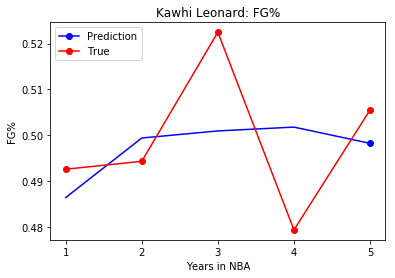 Kawhi Leonard: FG%
Prediction
True
FG%
0.52
0.51
0.50
0.49
0.48
1 2 3 4 5
Years in NBA